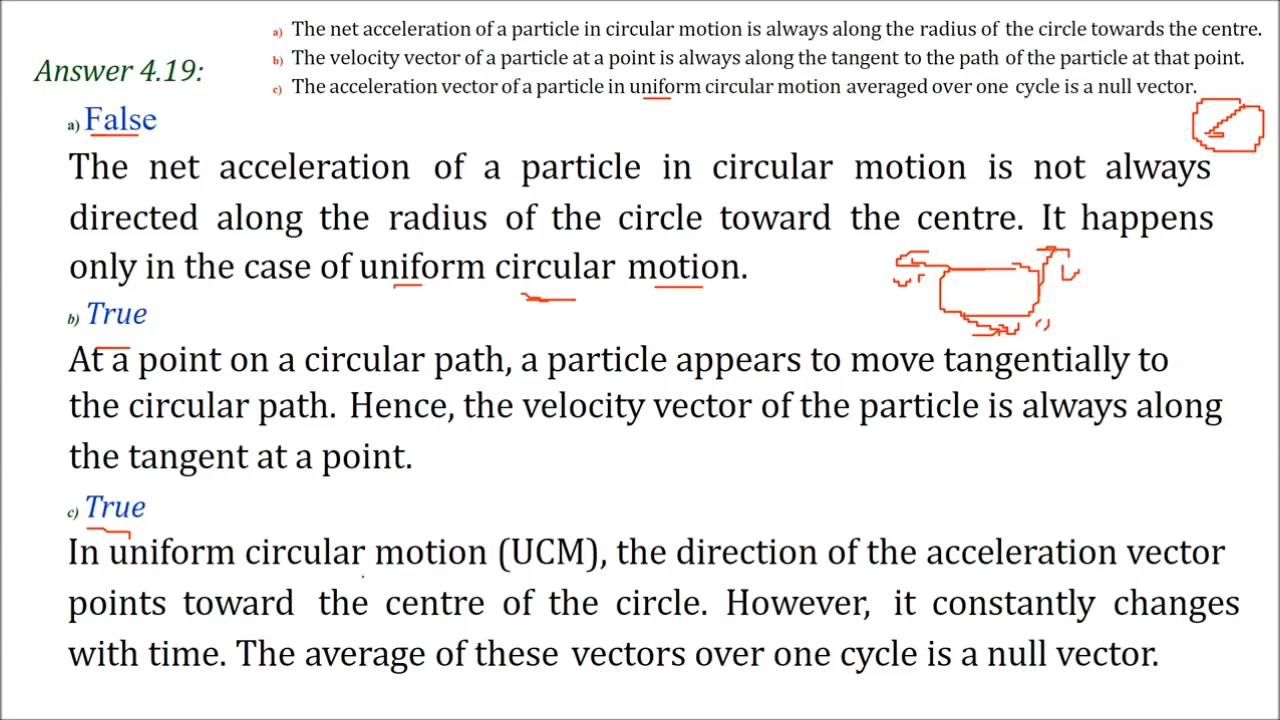 a) The net acceleration of a particle in circular motion is always along the radius of the circle towards the centre.
b) The velocity vector of a particle at a point is always along the tangent to the path of the particle at that point.
Answer 4.19:
c) The acceleration vector of a particle in uniform circular motion averaged over one cycle is a null vector.
a) False
The net acceleration of a particle in circular motion is not always
directed along the radius of the circle toward the centre. It happens
only in the case of uniform circular motion.
b) True
At a point on a circular path, a particle appears to move tangentially to
the circular path. Hence, the velocity vector of the particle is always along
the tangent at a point.
c) True
In uniform circular motion (UCM), the direction of the acceleration vector
points toward the centre of the circle. However, it constantly changes
with time. The average of these vectors over one cycle is a null vector.